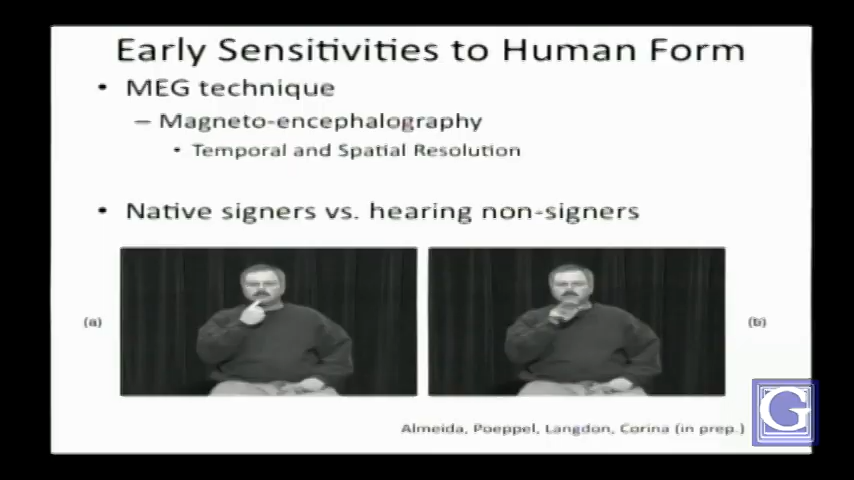 Early Sensitivities to Human Form
• MEG technique
– Magneto-encephalography
• Temporal and Spatial Resolution
• Native signers vs. hearing non-signers
(a)
(b)
Almeida, Poeppel, Langdon, Corina (in prep.)
G